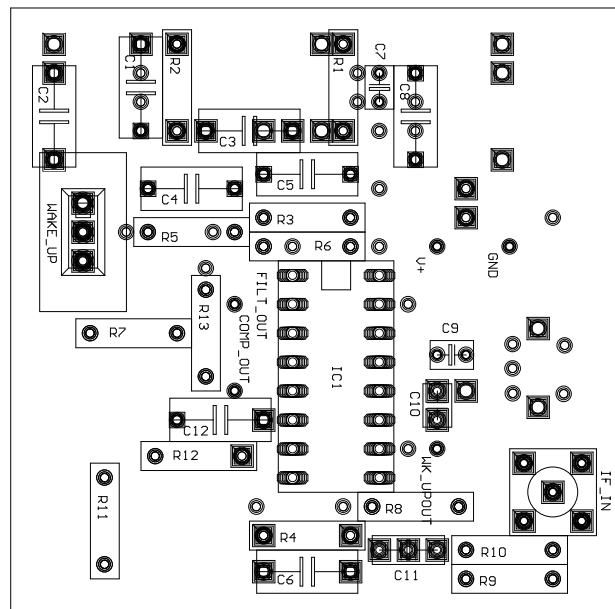 C2
C1
R2
R1
C7
C8
C3
C4
C5
WAKE_UP
R5
R3
R6
V+
GND
FILT_OUT
R13
COMP_OUT
R7
IC1
C9
C10
C12
R12
WK_UPOUT
IF_IN
R11
R8
R4
C11
R10
C6
R9